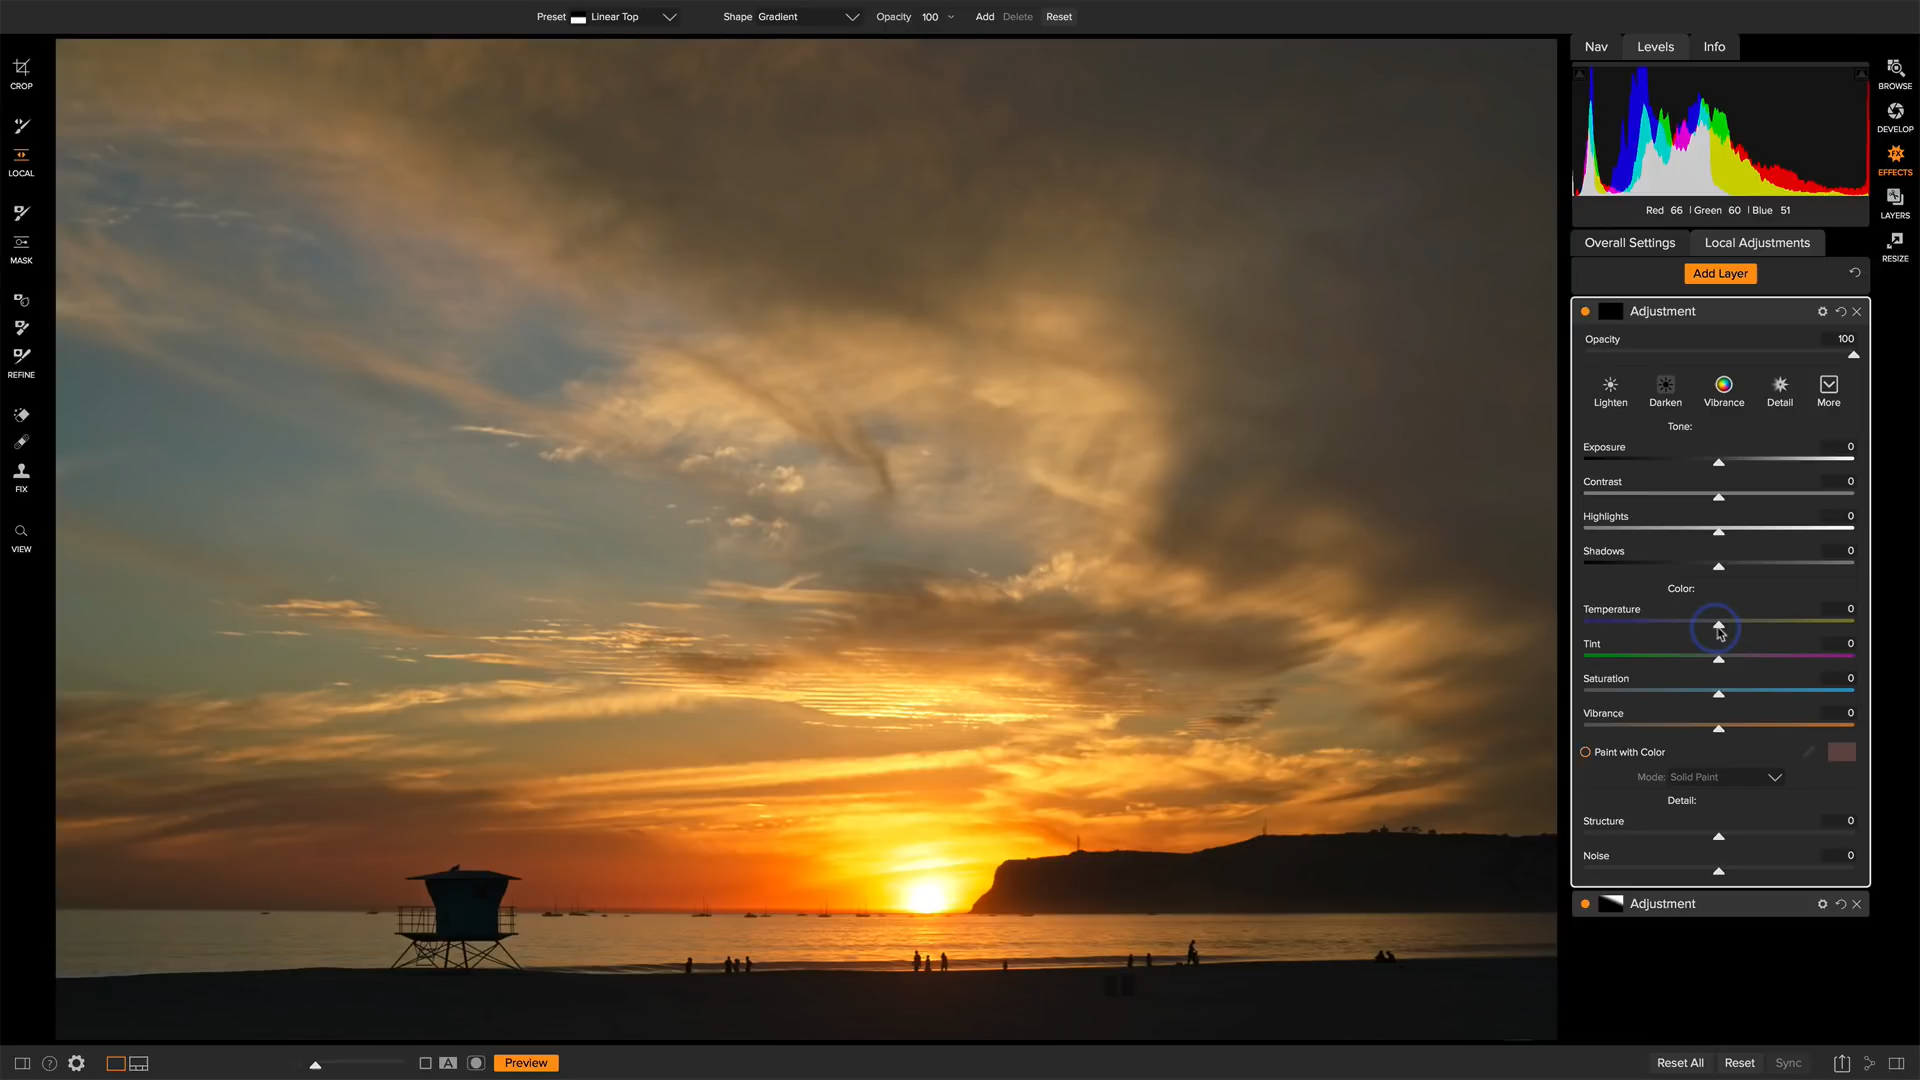 Preset Linear Top Shape Gradient Opacity 100 Add Delete Reset
CROP
LOCAL
MASK
REFINE
FIX
VIEW
Nav Levels Info
Red 66 | Green 60 | Blue 51
BROWSE
DEVELOP
FX
EFFECTS
LAYERS
RESIZE
Overall Settings Local Adjustments
Add Layer
Adjustment
Opacity 100
Lighten Darken Vibrance Detail More
Tone:
Exposure 0
Contrast 0
Highlights 0
Shadows 0
Color:
Temperature 0
Tint 0
Saturation 0
Vibrance 0
Paint with Color
Mode: Solid Paint
Detail:
Structure 0
Noise 0
Adjustment
? A Preview
Reset All Reset Sync